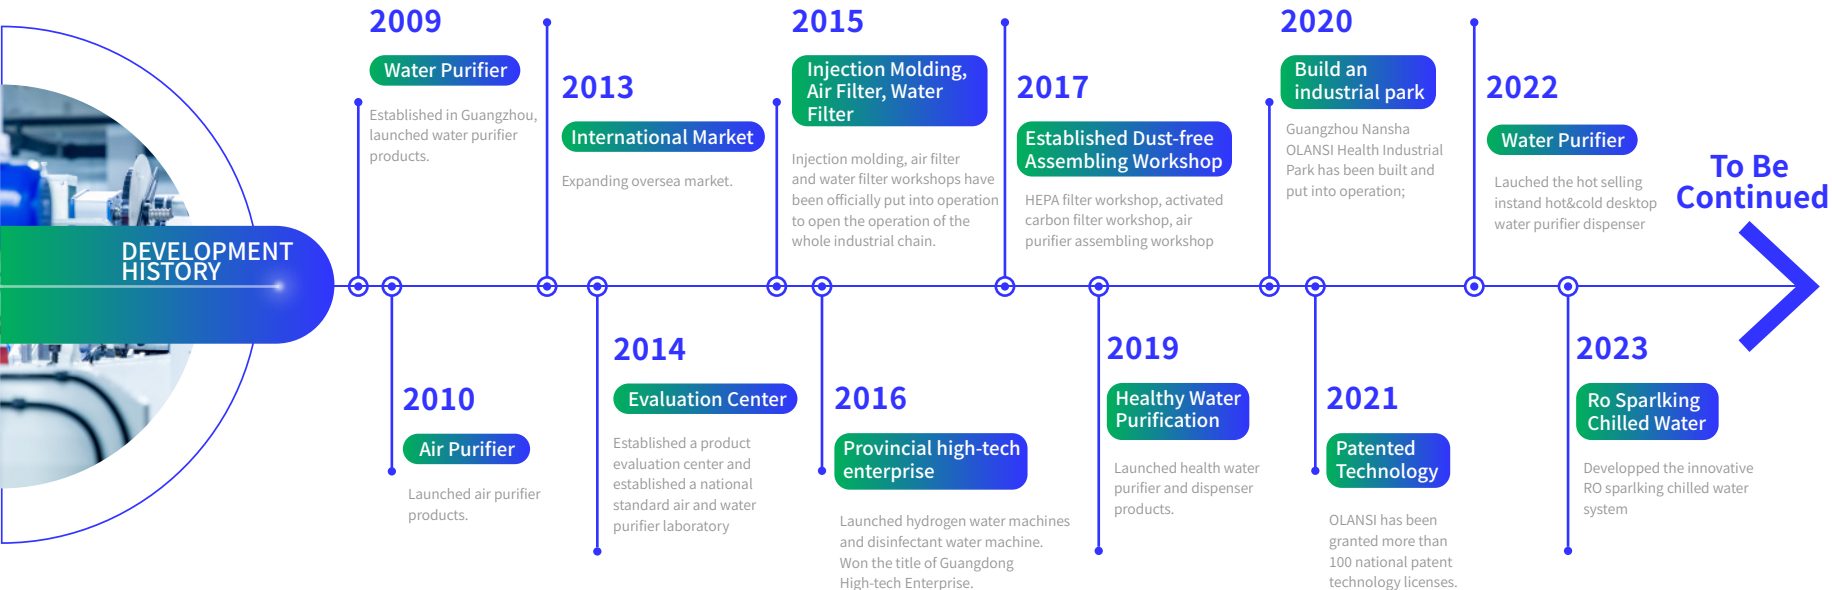 DEVELOPMENT
HISTORY
2009
Water Purifier
Established in Guangzhou,
launched water purifier
products.
2010
Air Purifier
Launched air purifier
products.
2013
International Market
Expanding oversea market.
2014
Evaluation Center
Established a product
evaluation center and
established a national
standard air and water
purifier laboratory
2015
Injection Molding,
Air Filter, Water
Filter
Injection molding, air filter
and water filter workshops have
been officially put into operation
to open the operation of the
whole industrial chain.
2016
Provincial high-tech
enterprise
Launched hydrogen water machines
and disinfectant water machine.
Won the title of Guangdong
High-tech Enterprise.
2017
Established Dust-free
Assembling Workshop
HEPA filter workshop, activated
carbon filter workshop, air
purifier assembling workshop
2019
Healthy Water
Purification
Launched health water
purifier and dispenser
products.
2020
Build an
industrial park
Guangzhou Nansha
OLANSI Health Industrial
Park has been built and
put into operation;
2021
Patented
Technology
OLANSI has been
granted more than
100 national patent
technology licenses.
2022
Water Purifier
Lauched the hot selling
instand hot&cold desktop
water purifier dispenser
2023
Ro Sparlking
Chilled Water
Developped the innovative
RO sparlking chilled water
system
To Be
Continued